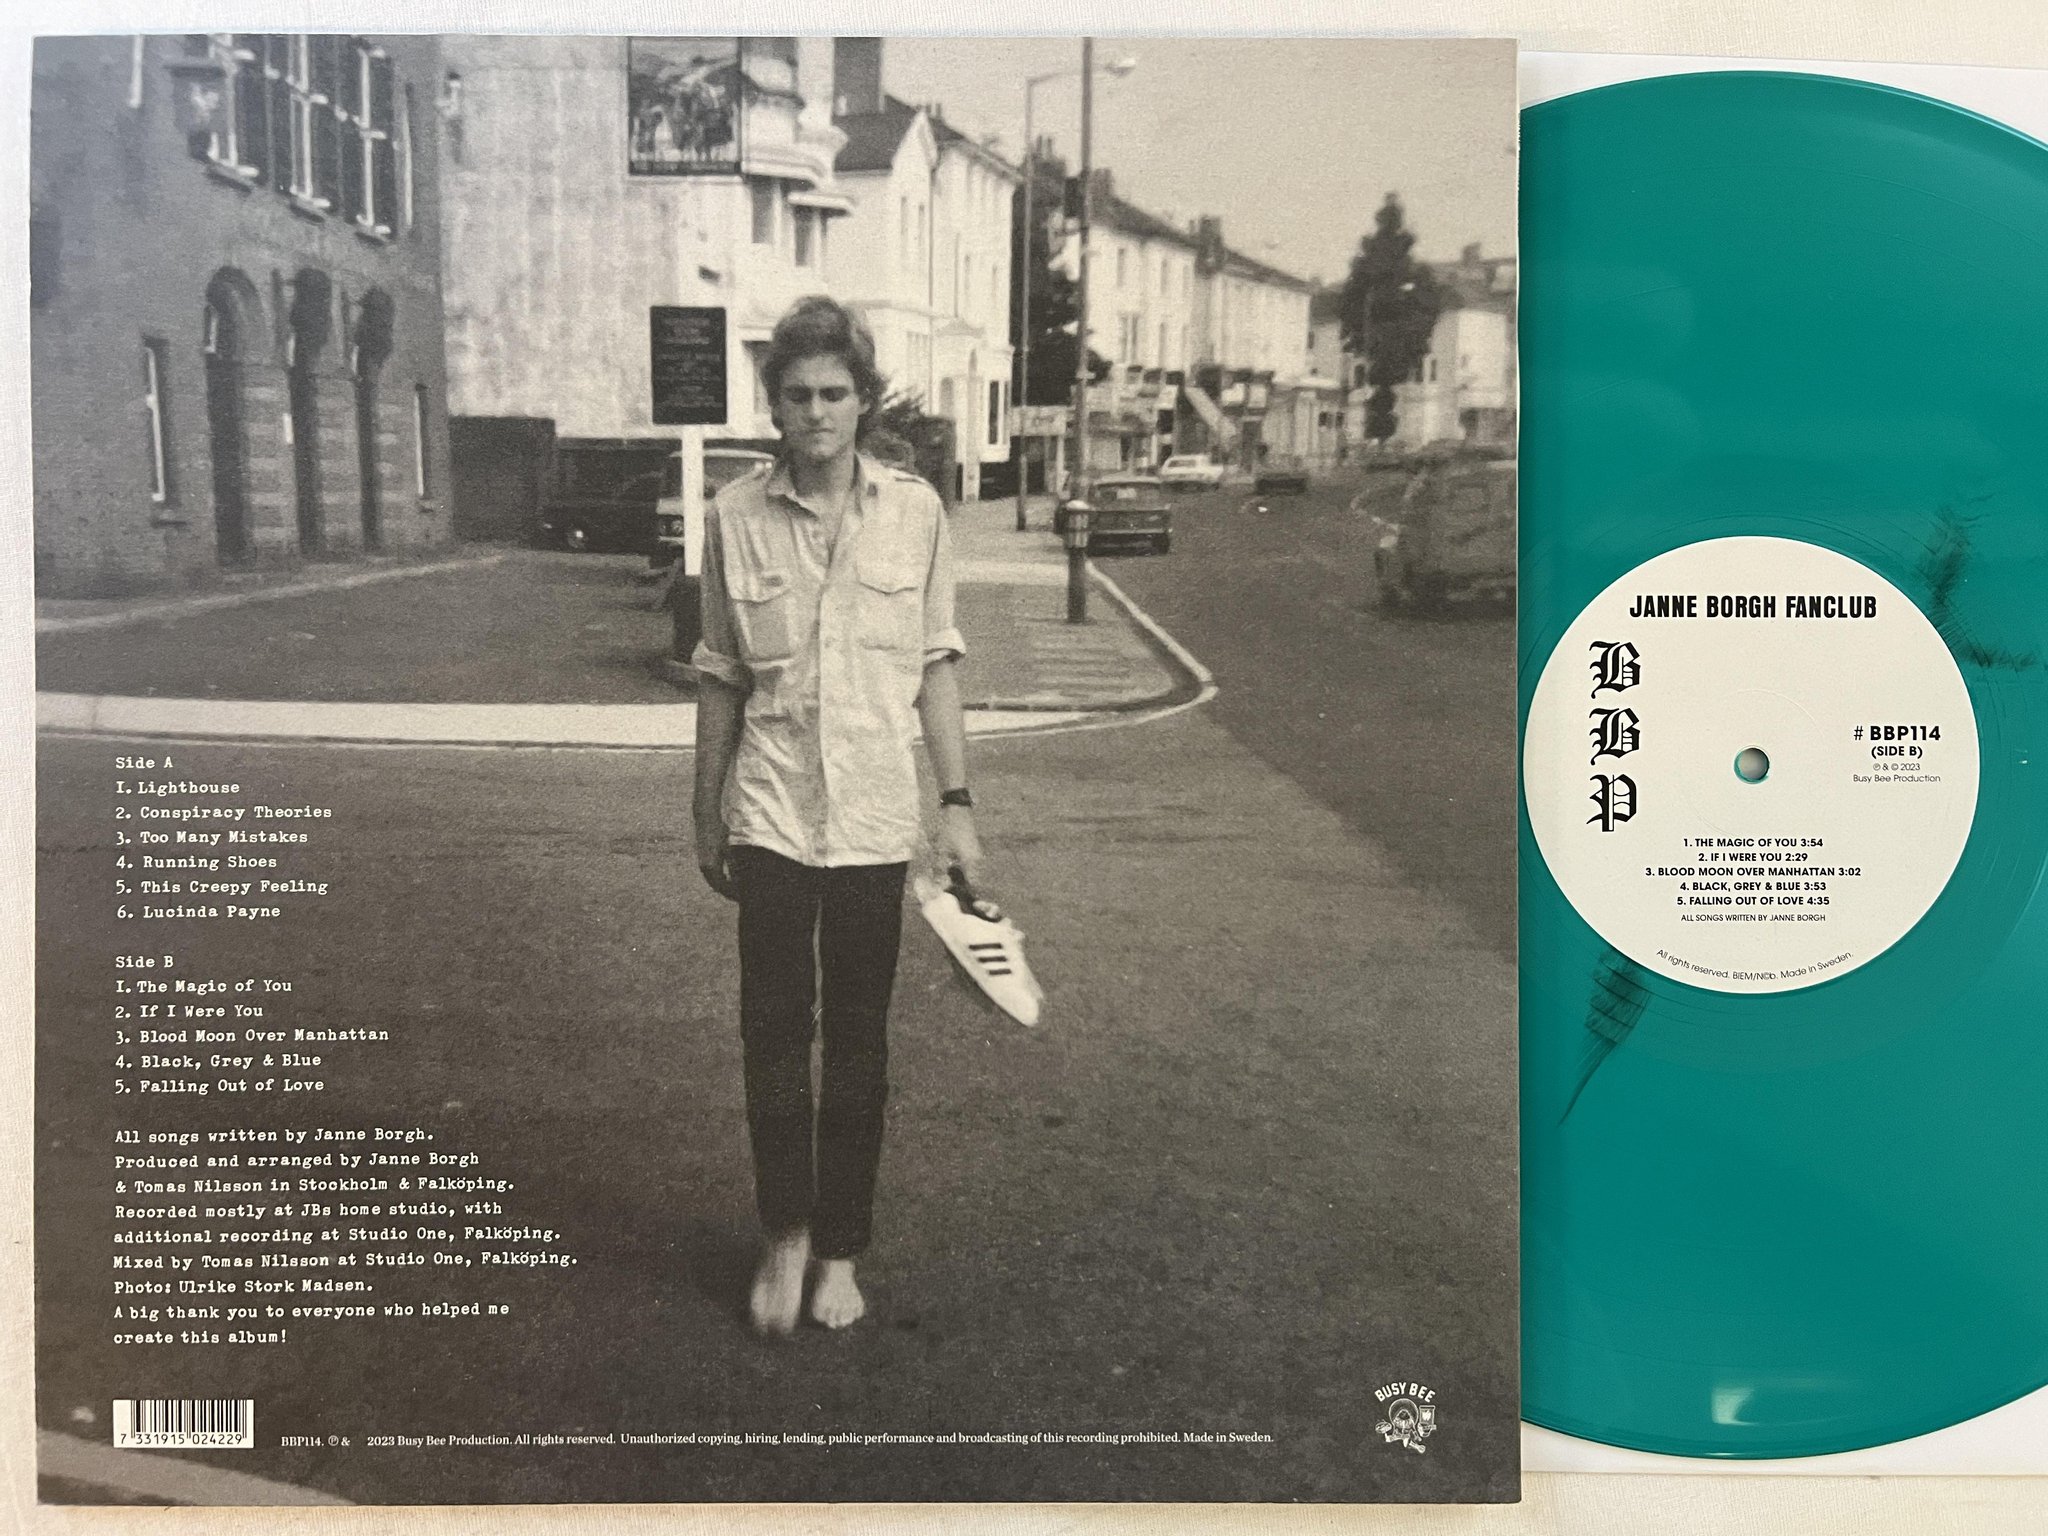 Side A
1. Lighthouse
2. Conspiracy Theories
3. Too Many Mistakes
4. Running Shoes
5. This Creepy Feeling
6. Lucinda Payne
Side B
1. The Magic of You
2. If I Were You
3. Blood Moon Over Manhattan
4. Black, Grey & Blue
5. Falling Out of Love
All songs written by Janne Borgh.
Produced and arranged by Janne Borgh
& Tomas Nilsson in Stockholm & Falköping.
Recorded mostly at JBs home studio, with
additional recording at Studio One, Falköping.
Mixed by Tomas Nilsson at Studio One, Falköping.
Photo: Ulrike Stork Madsen.
A big thank you to everyone who helped me
create this album!
7 331915 024229
BBP114. ℗ & 2023 Busy Bee Production. All rights reserved. Unauthorized copying, hiring, lending, public performance and broadcasting of this recording prohibited. Made in Sweden.
BUSY BEE
JANNE BORGH FANCLUB
B
B
P
# BBP114
(SIDE B)
℗ & © 2023
Busy Bee Production
1. THE MAGIC OF YOU 3:54
2. IF I WERE YOU 2:29
3. BLOOD MOON OVER MANHATTAN 3:02
4. BLACK, GREY & BLUE 3:53
5. FALLING OUT OF LOVE 4:35
ALL SONGS WRITTEN BY JANNE BORGH
All rights reserved. BIEM/N©b. Made in Sweden.